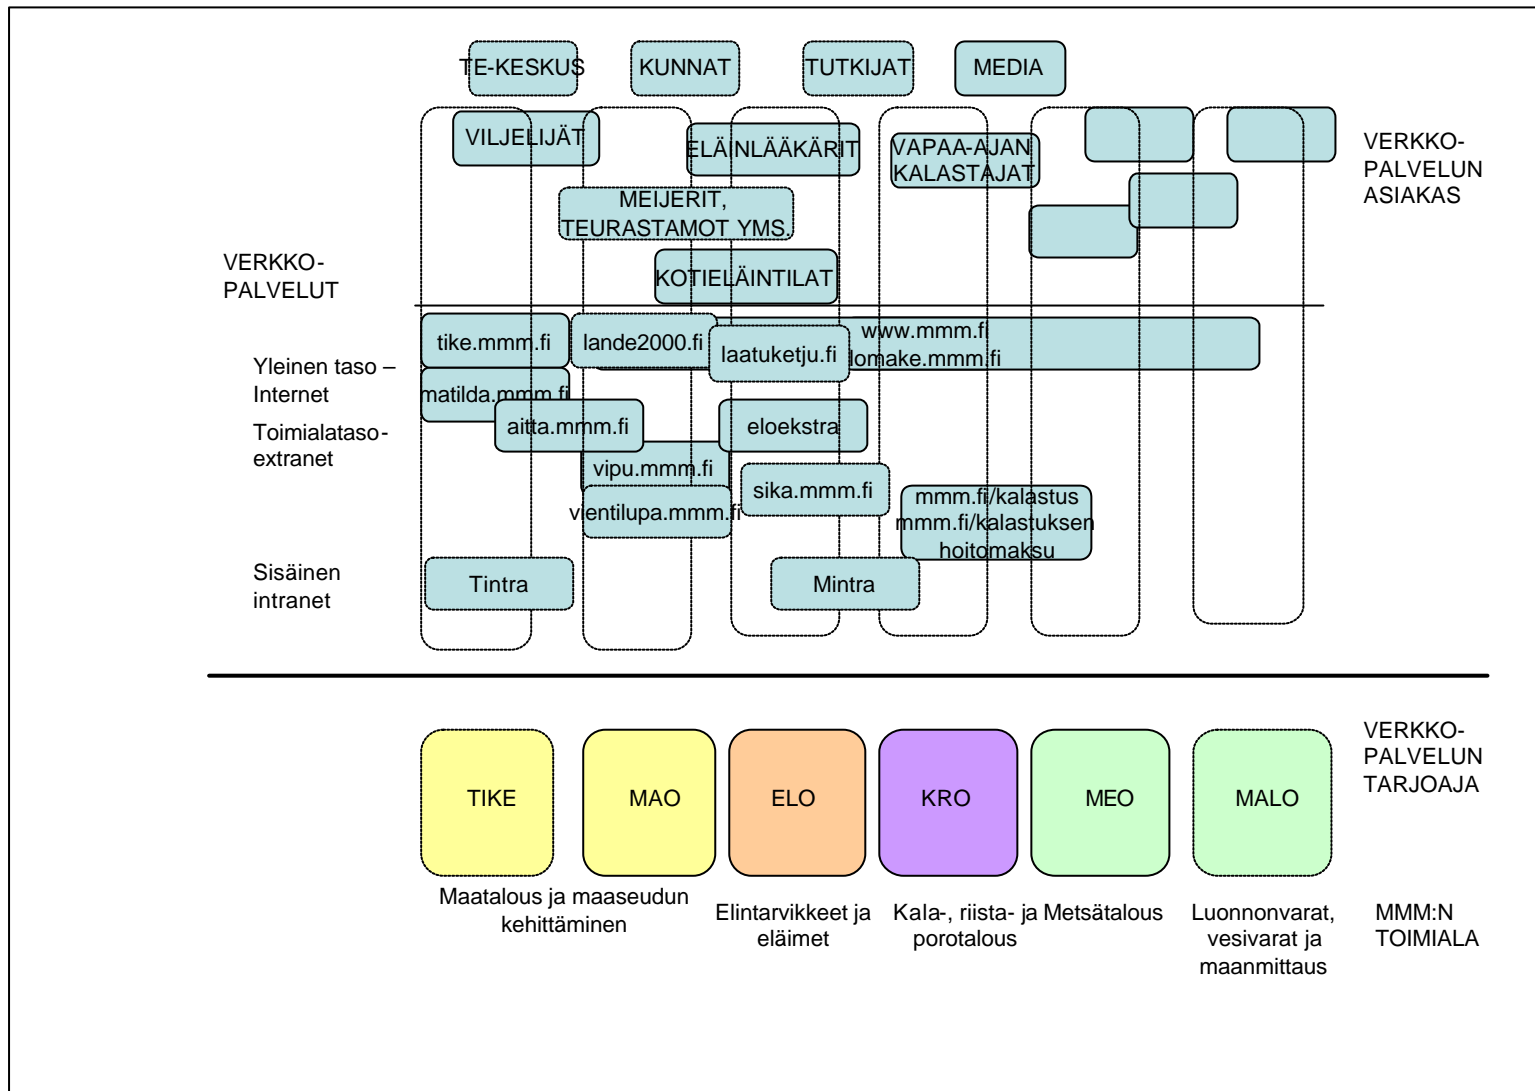 TE-KESKUS
KUNNAT
TUTKIJAT
MEDIA
VILJELIJÄT
ELÄINLÄÄKÄRIT
VAPAA-AJAN
KALASTAJAT
VERKKO-
PALVELUN
ASIAKAS
MEIJERIT,
TEURASTAMOT YMS.
KOTIELÄINTILAT
VERKKO-
PALVELUT
tike.mmm.fi
lande2000.fi
laatuketju.fi
www.mmm.fi
lomake.mmm.fi
Yleinen taso –
Internet
matilda.mmm.fi
Toimialataso-
extranet
aitta.mmm.fi
eloekstra
vipu.mmm.fi
vientilupa.mmm.fi
sika.mmm.fi
mmm.fi/kalastus
mmm.fi/kalastuksen
hoitomaksu
Sisäinen
intranet
Tintra
Mintra
TIKE
MAO
ELO
KRO
MEO
MALO
VERKKO-
PALVELUN
TARJOAJA
Maatalous ja maaseudun
kehittäminen
Elintarvikkeet ja
eläimet
Kala-, riista- ja
porotalous
Metsätalous
Luonnonvarat,
vesivarat ja
maanmittaus
MMM:N
TOIMIALA